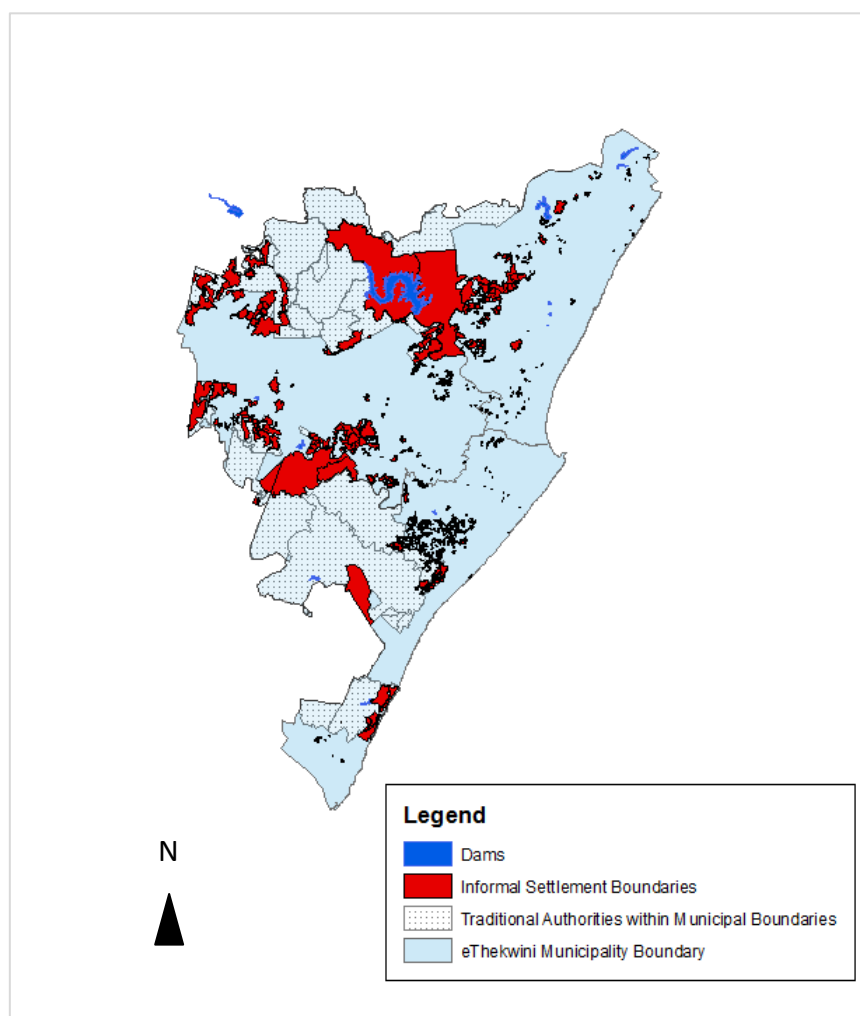 N
Legend
Dams
Informal Settlement Boundaries
Traditional Authorities within Municipal Boundaries
eThekwini Municipality Boundary